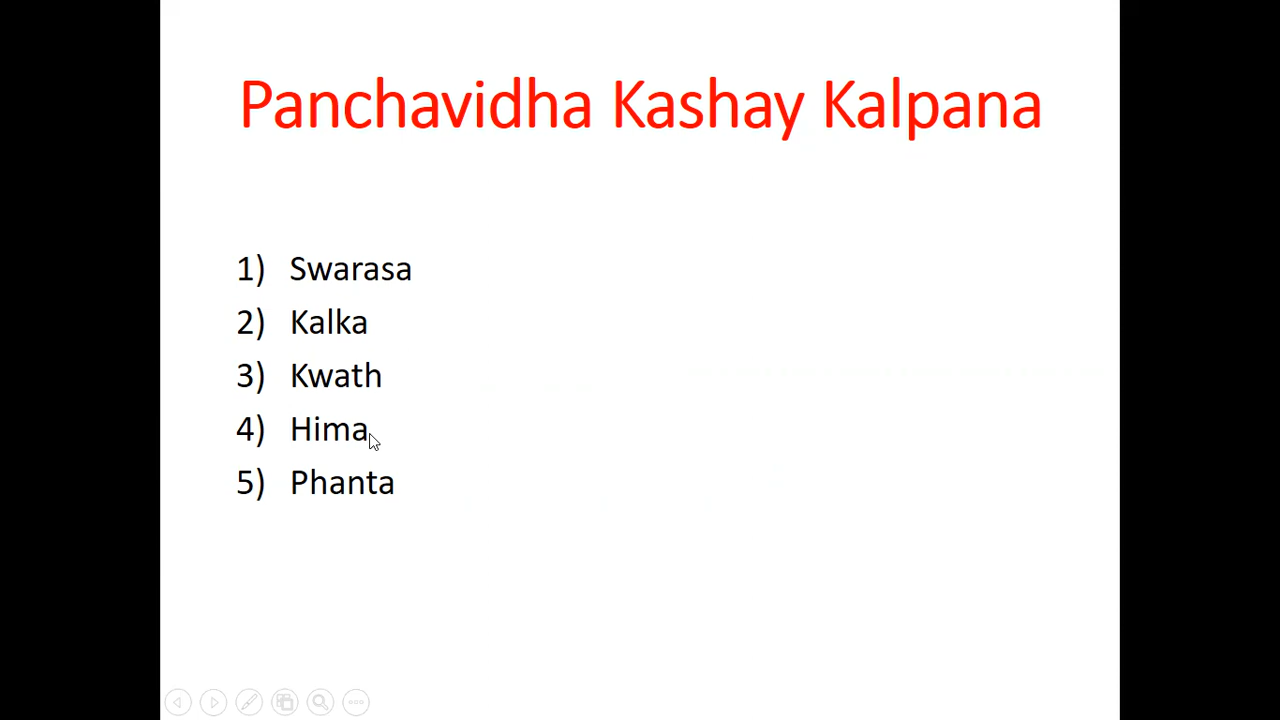 Panchavidha Kashay Kalpana
1) Swarasa
2) Kalka
3) Kwath
4) Hima
5) Phanta